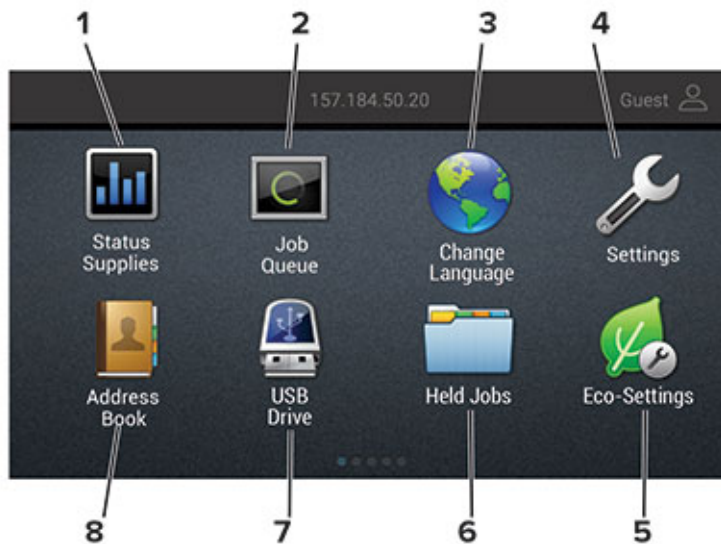 1 2 3 4
157.184.50.20 Guest
Status
Supplies
Job
Queue
Change
Language
Settings
Address
Book
USB
Drive
Held Jobs
Eco-Settings
8 7 6 5